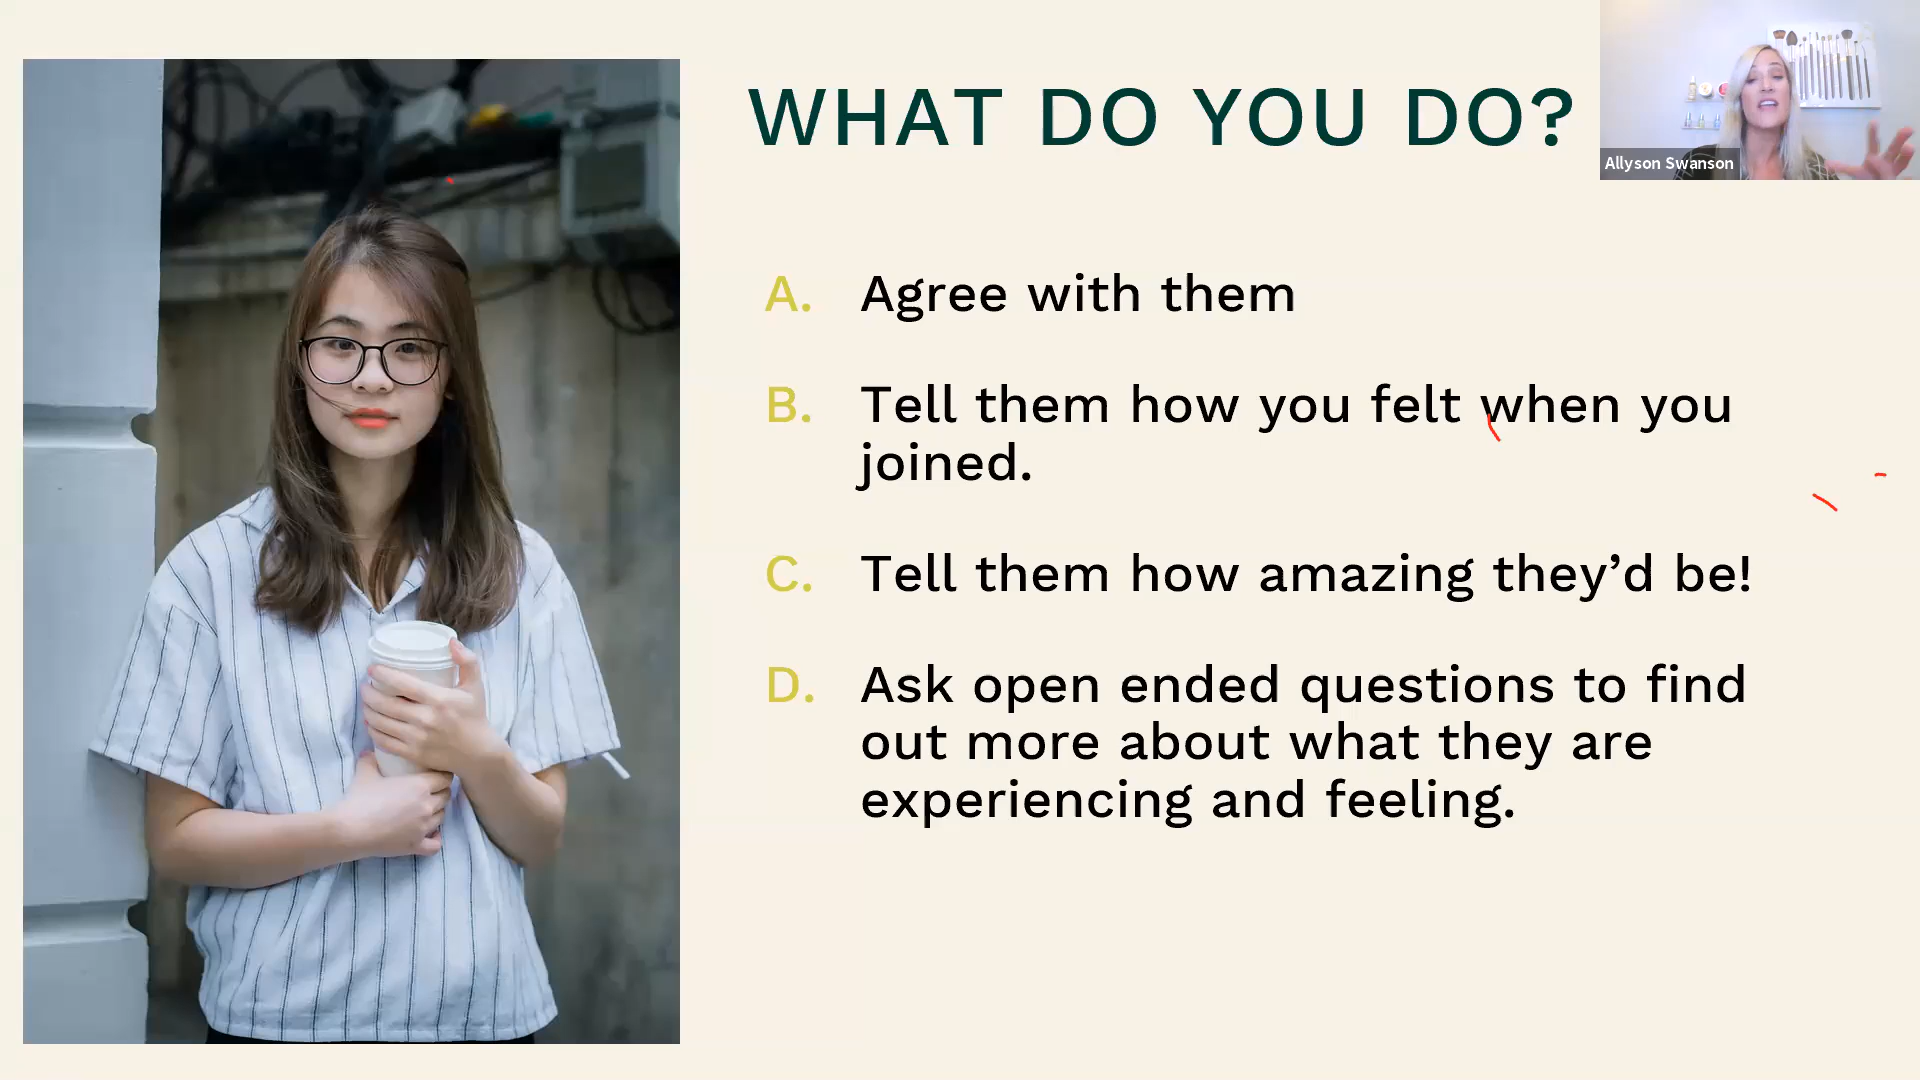 WHAT DO YOU DO?
Allyson Swanson
A. Agree with them
B. Tell them how you felt when you
joined.
C. Tell them how amazing they’d be!
D. Ask open ended questions to find
out more about what they are
experiencing and feeling.